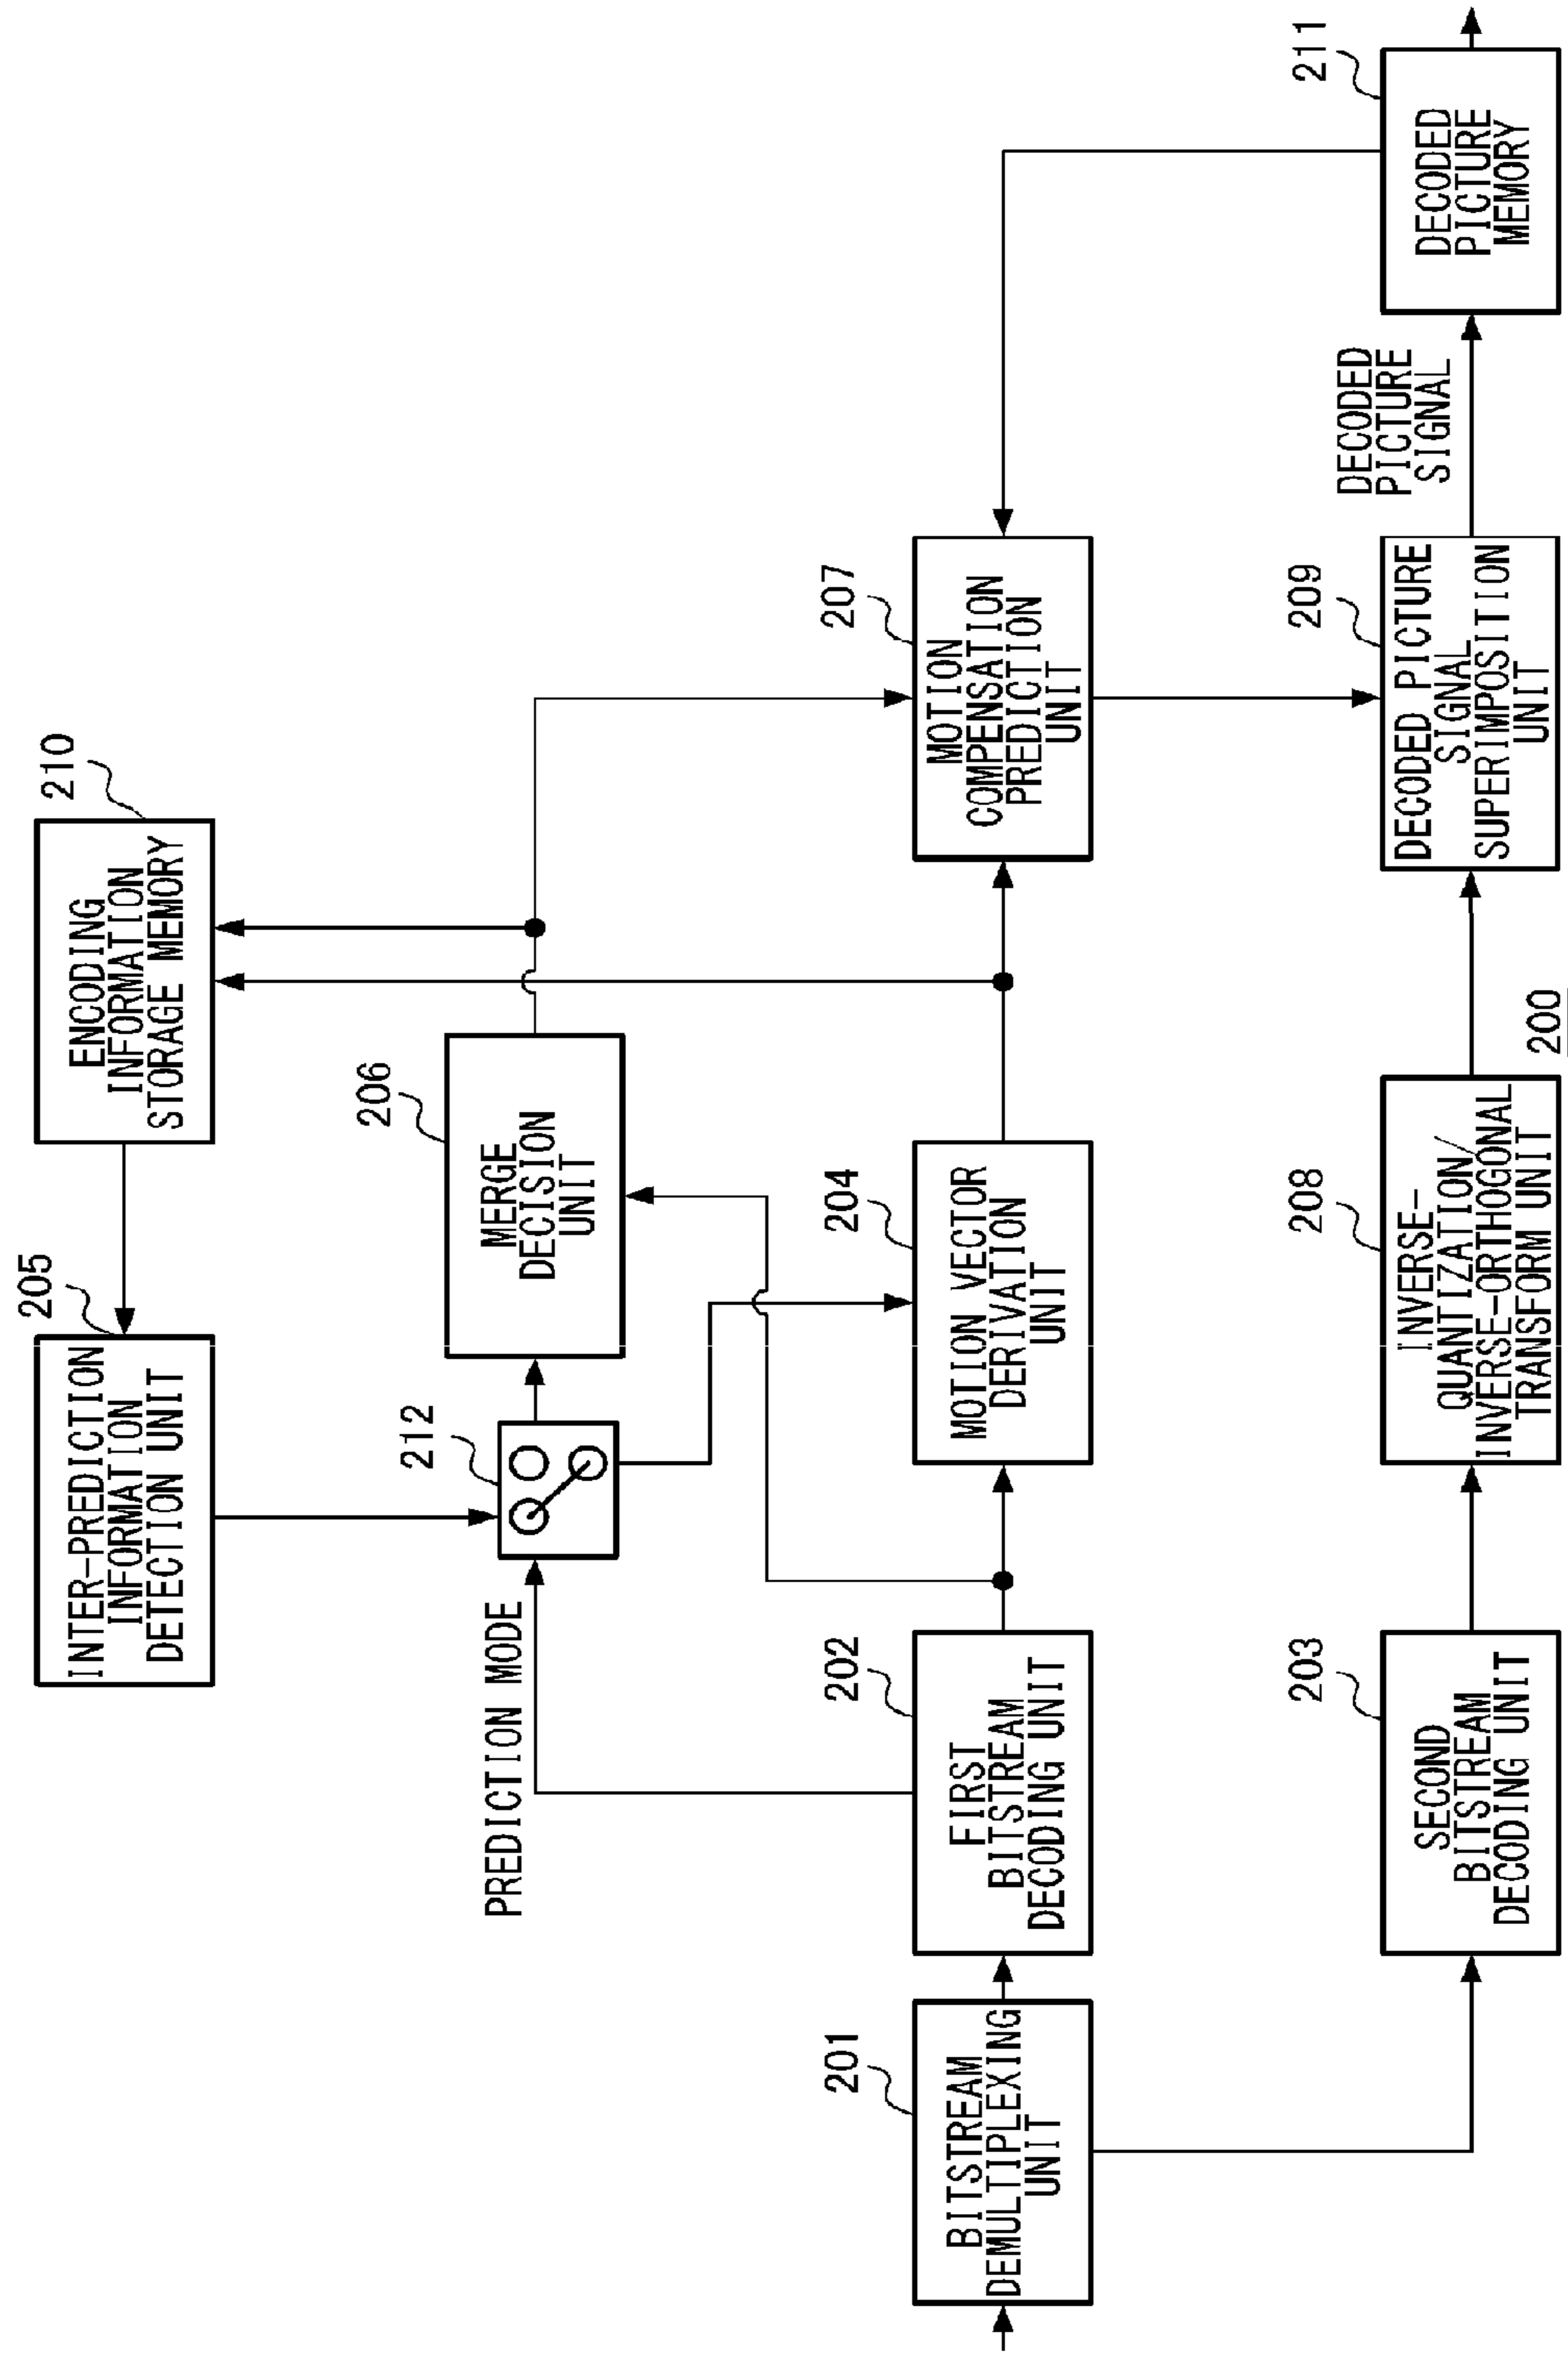 205
INTER-PREDICTION
INFORMATION
DETECTION UNIT
210
ENCODING
INFORMATION
STORAGE MEMORY
PREDICTION MODE
212
206
MERGE
DECISION
UNIT
201
BITSTREAM
DEMULTIPLEXING
UNIT
202
FIRST
BITSTREAM
DECODING UNIT
204
MOTION VECTOR
DERIVATION
UNIT
207
MOTION
COMPENSATION
PREDICTION
UNIT
203
SECOND
BITSTREAM
DECODING UNIT
208
INVERSE-
QUANTIZATION/
INVERSE-ORTHOGONAL
TRANSFORM UNIT
209
DECODED PICTURE
SIGNAL
SUPERIMPOSITION
UNIT
DECODED
PICTURE
SIGNAL
211
DECODED
PICTURE
MEMORY
200